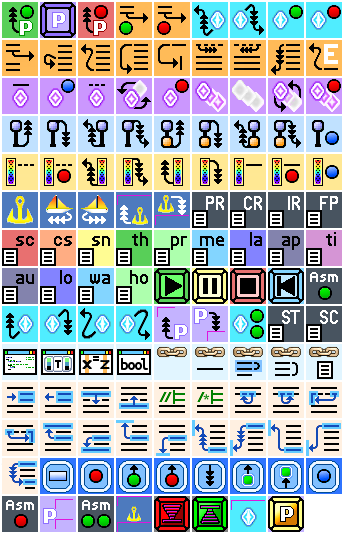 P P P
E
PR CR IR FP
sc cs sn th pr me la ap ti
au lo wa ho Asm
P P ST SC
T x=z bool
// /*
Asm P Asm P